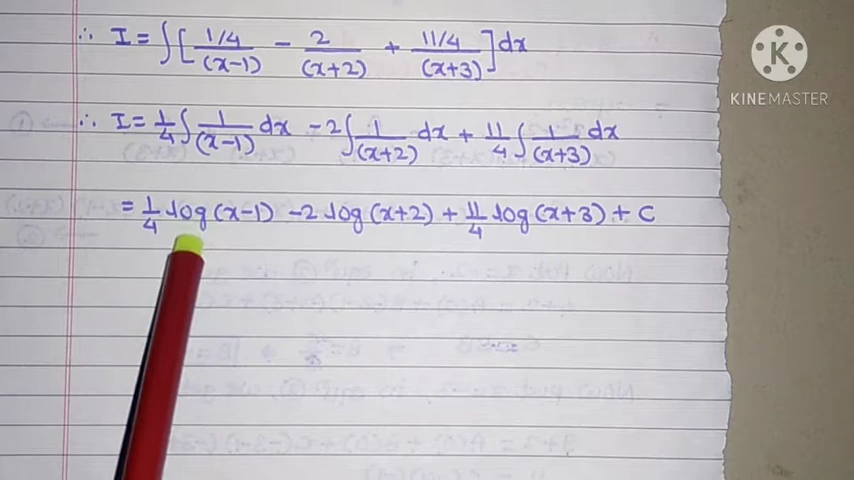 ∴ I = ∫ [ 1/4 / (x-1) - 2 / (x+2) + 11/4 / (x+3) ] dx
K
KINEMASTER
∴ I = 1/4 ∫ 1/(x-1) dx - 2 ∫ 1/(x+2) dx + 11/4 ∫ 1/(x+3) dx
= 1/4 log(x-1) - 2 log(x+2) + 11/4 log(x+3) + C